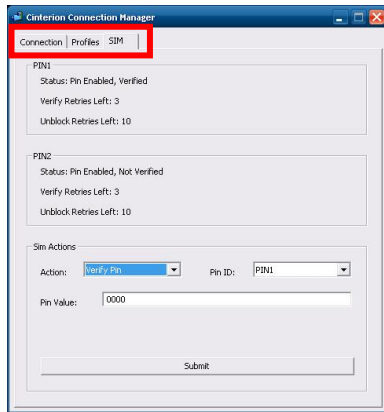 Cinterion Connection Manager
Connection Profiles SIM
PIN1
Status: Pin Enabled, Verified
Verify Retries Left: 3
Unblock Retries Left: 10
PIN2
Status: Pin Enabled, Not Verified
Verify Retries Left: 3
Unblock Retries Left: 10
Sim Actions
Action: Verify Pin Pin ID: PIN1
Pin Value: 0000
Submit